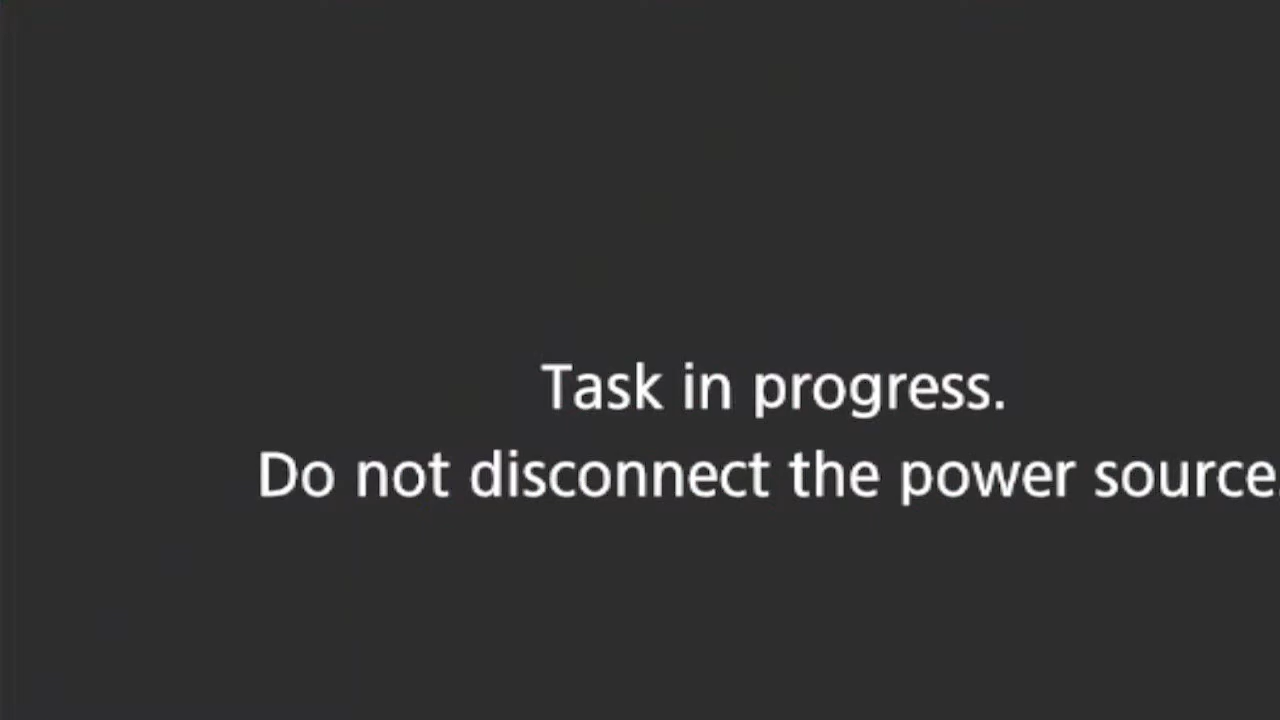 Task in progress.
Do not disconnect the power source.